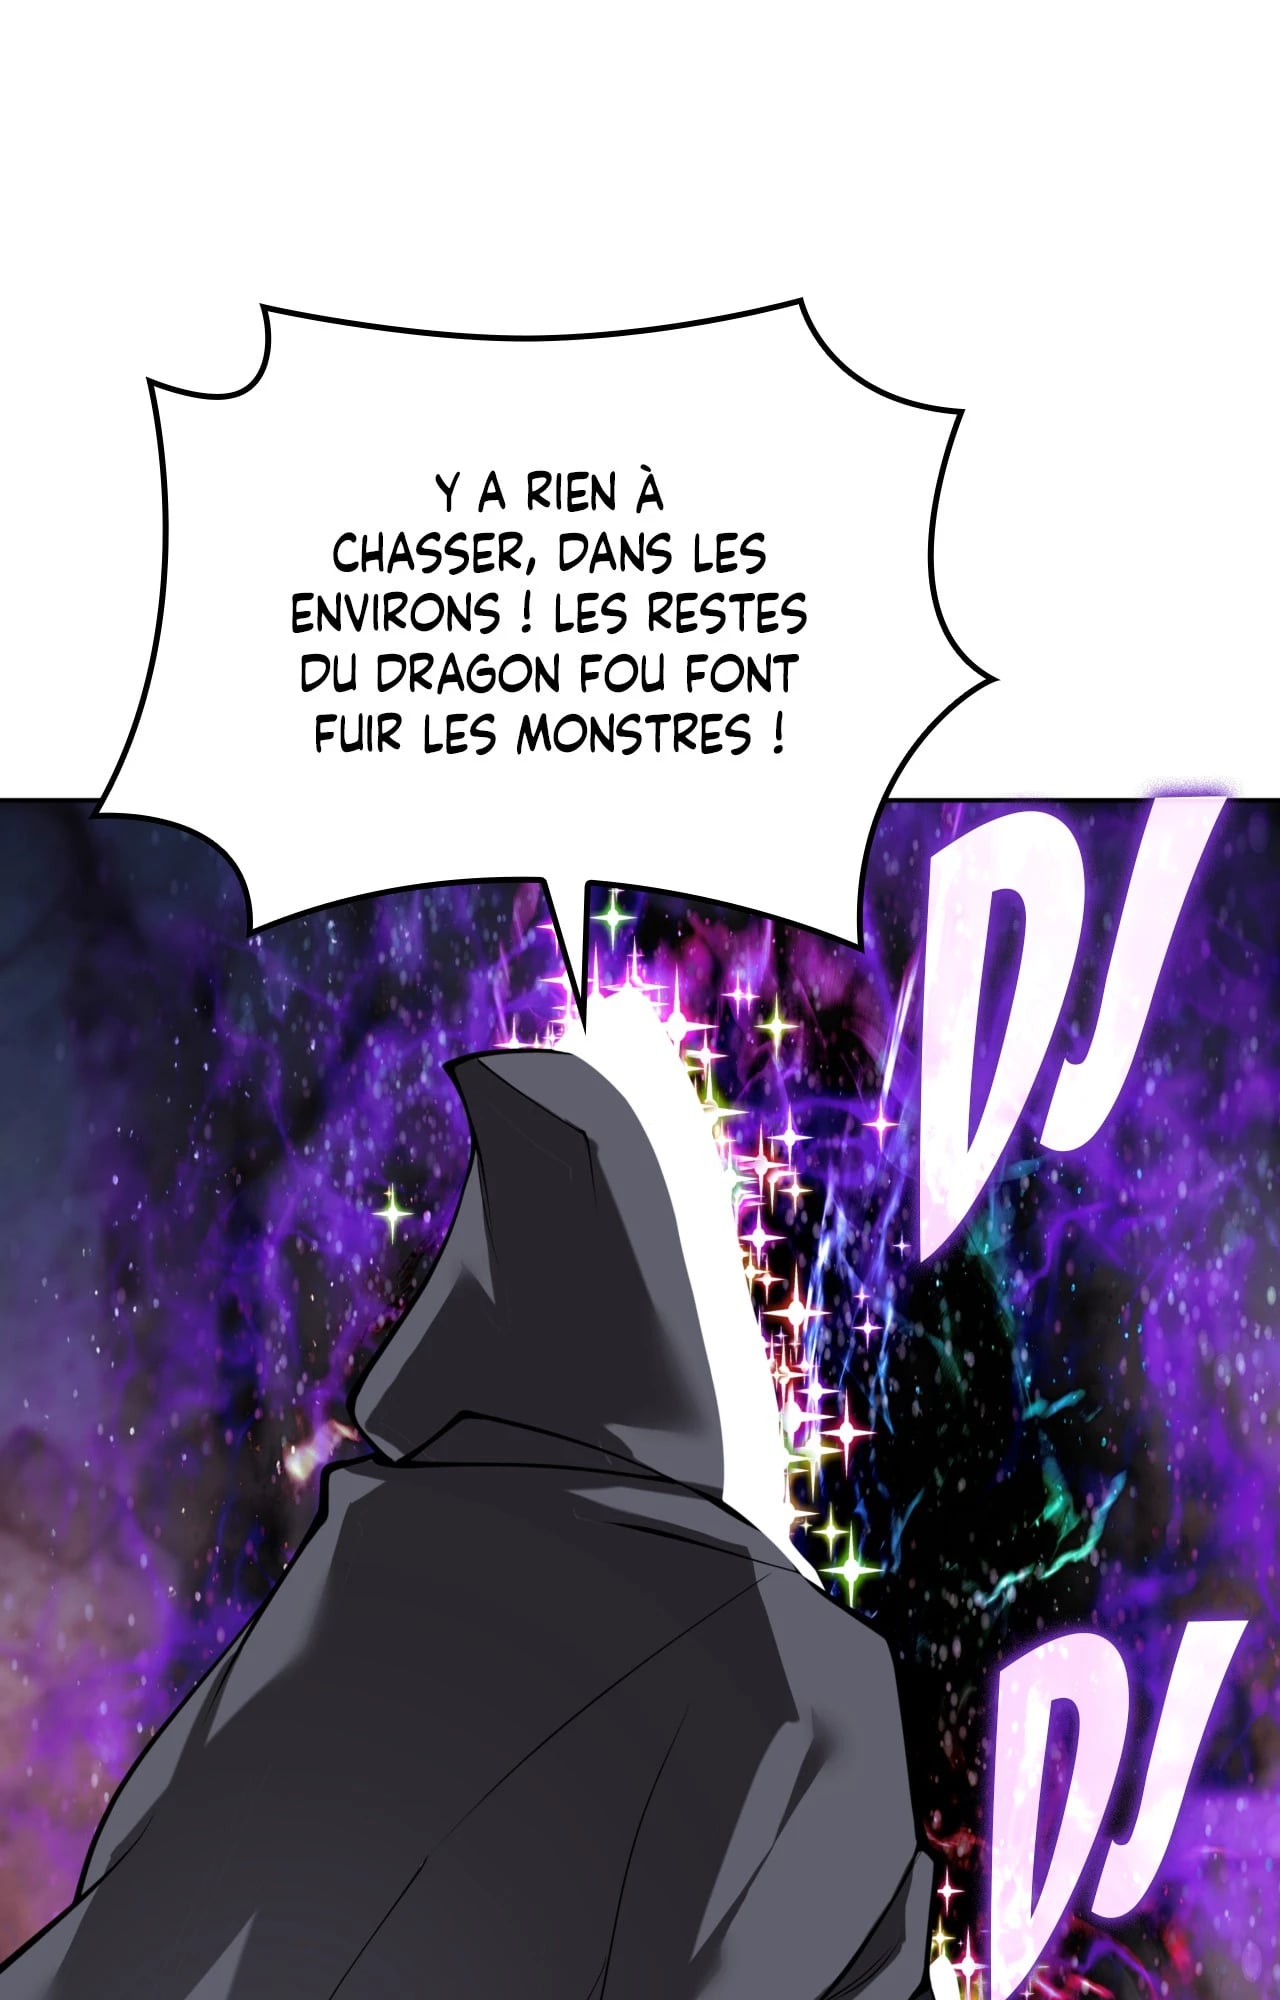 Y A RIEN À
CHASSER, DANS LES
ENVIRONS ! LES RESTES
DU DRAGON FOU FONT
FUIR LES MONSTRES !
DJ
DJ